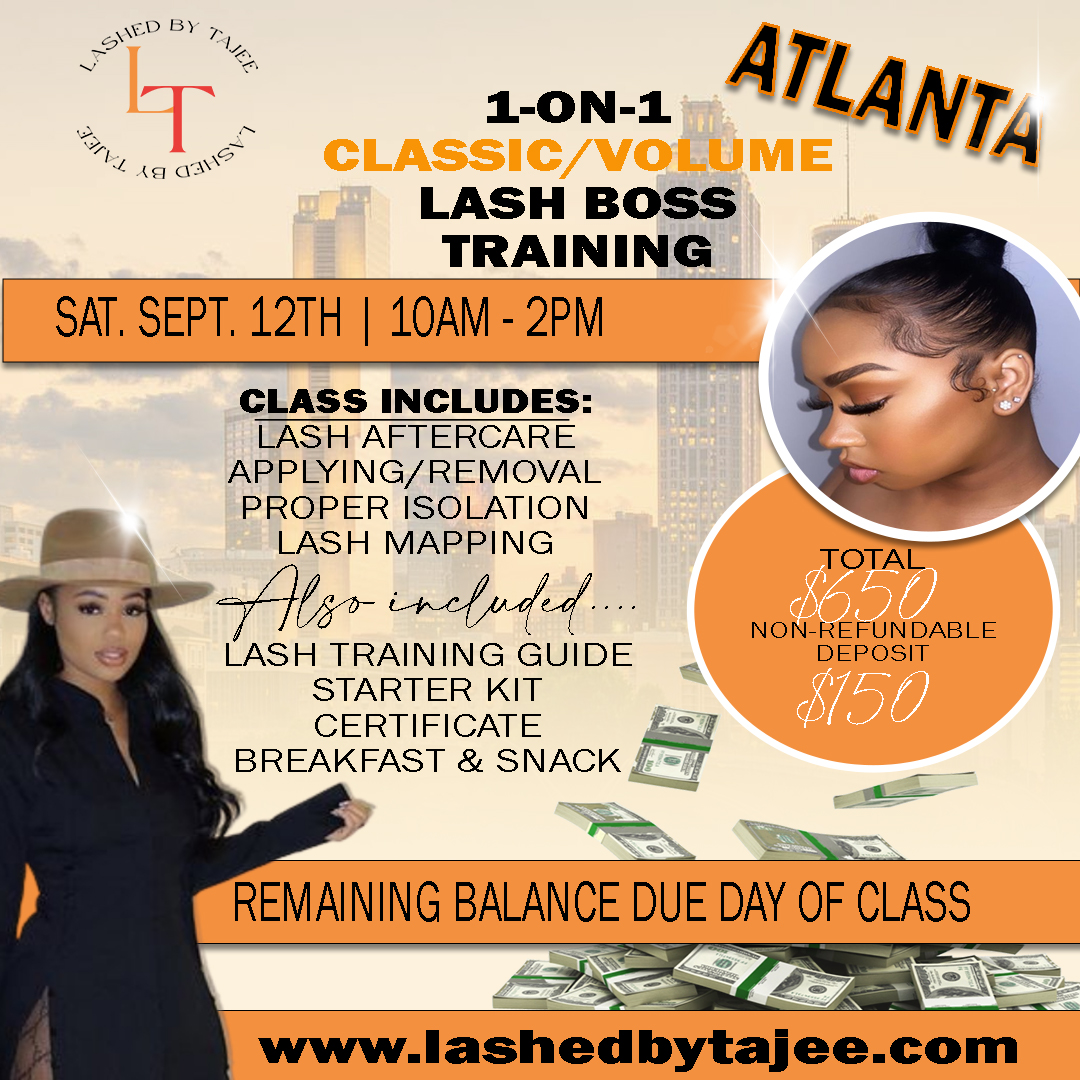 LASHED BY TAJEE
LT
LASHED BY TAJEE
ATLANTA
1-ON-1
CLASSIC/VOLUME
LASH BOSS
TRAINING
SAT. SEPT. 12TH | 10AM - 2PM
CLASS INCLUDES:
LASH AFTERCARE
APPLYING/REMOVAL
PROPER ISOLATION
LASH MAPPING
Also included....
LASH TRAINING GUIDE
STARTER KIT
CERTIFICATE
BREAKFAST & SNACK
TOTAL
$650
NON-REFUNDABLE
DEPOSIT
$150
REMAINING BALANCE DUE DAY OF CLASS
www.lashedbytajee.com